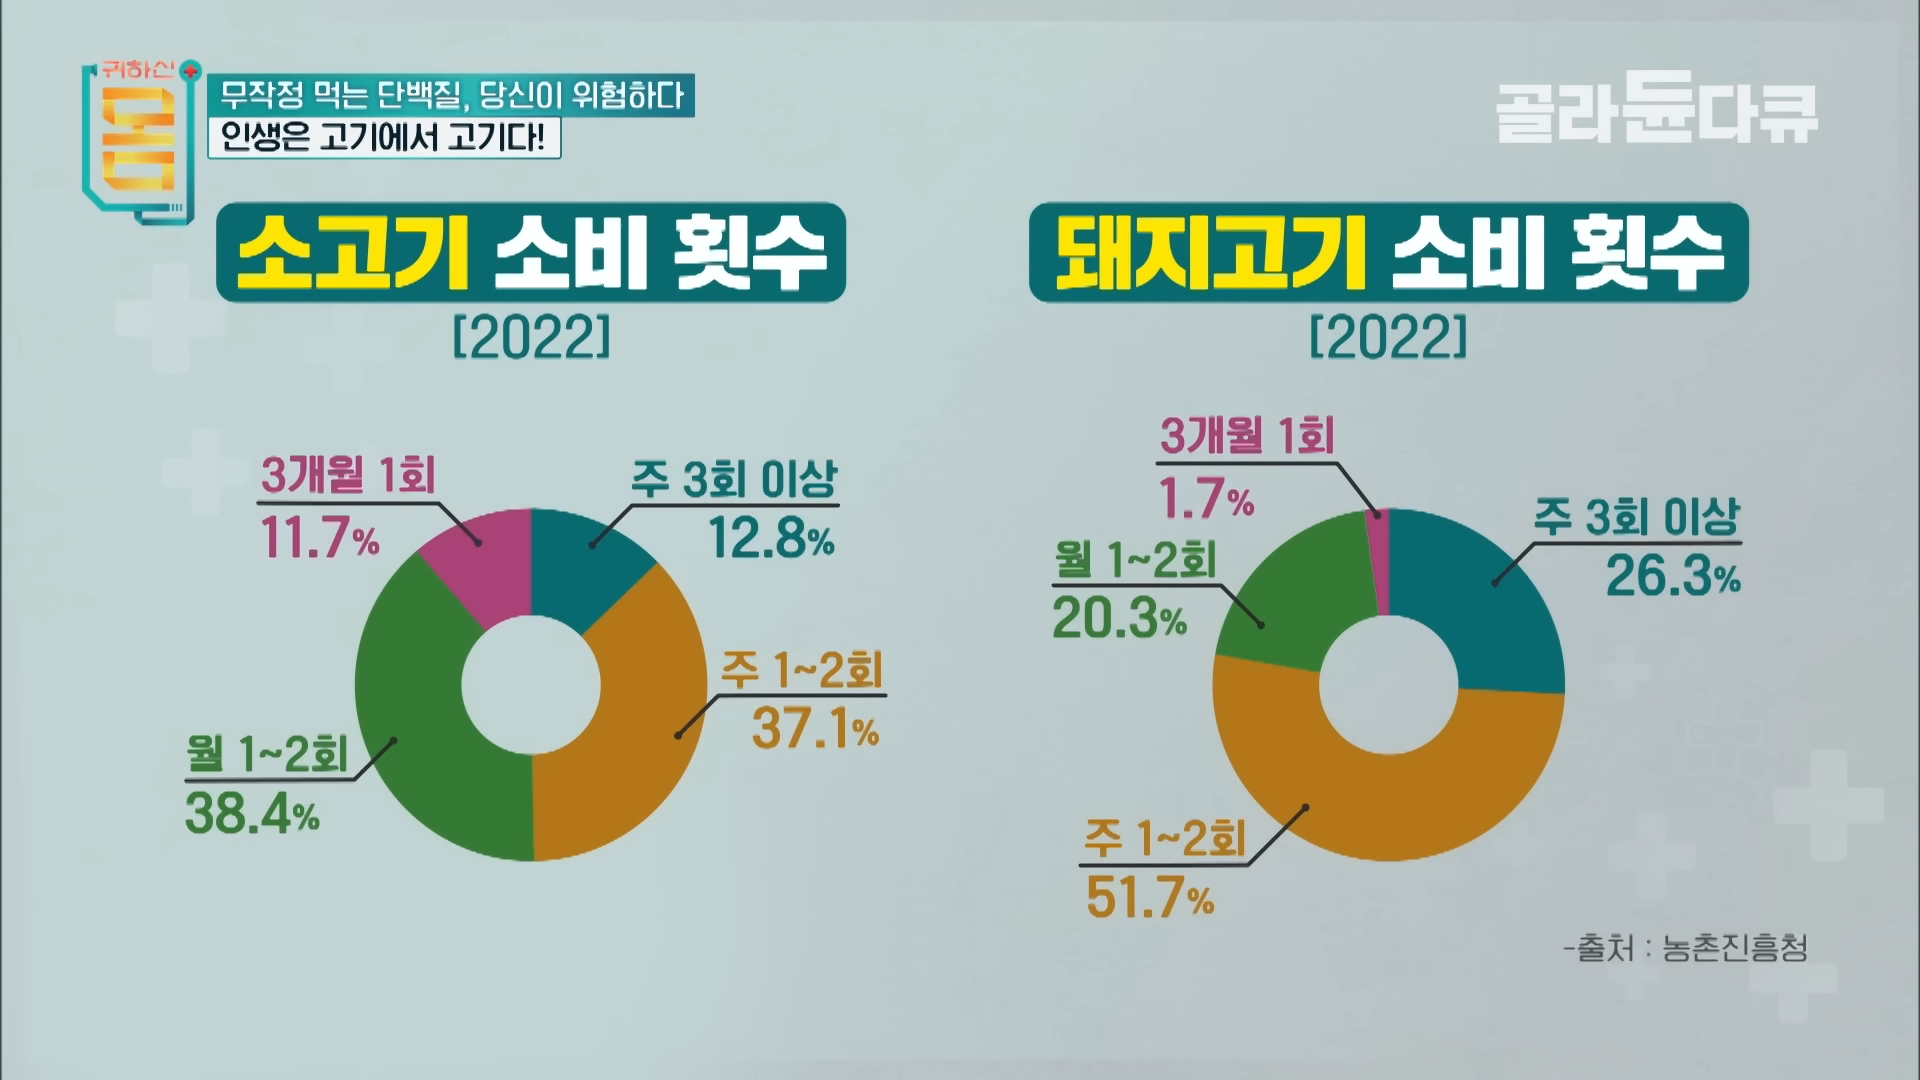 귀하신
몸
무작정 먹는 단백질, 당신이 위험하다
인생은 고기에서 고기다!
골라듄다큐
소고기 소비 횟수
[2022]
3개월 1회
11.7%
주 3회 이상
12.8%
주 1~2회
37.1%
월 1~2회
38.4%
돼지고기 소비 횟수
[2022]
3개월 1회
1.7%
주 3회 이상
26.3%
월 1~2회
20.3%
주 1~2회
51.7%
-출처 : 농촌진흥청